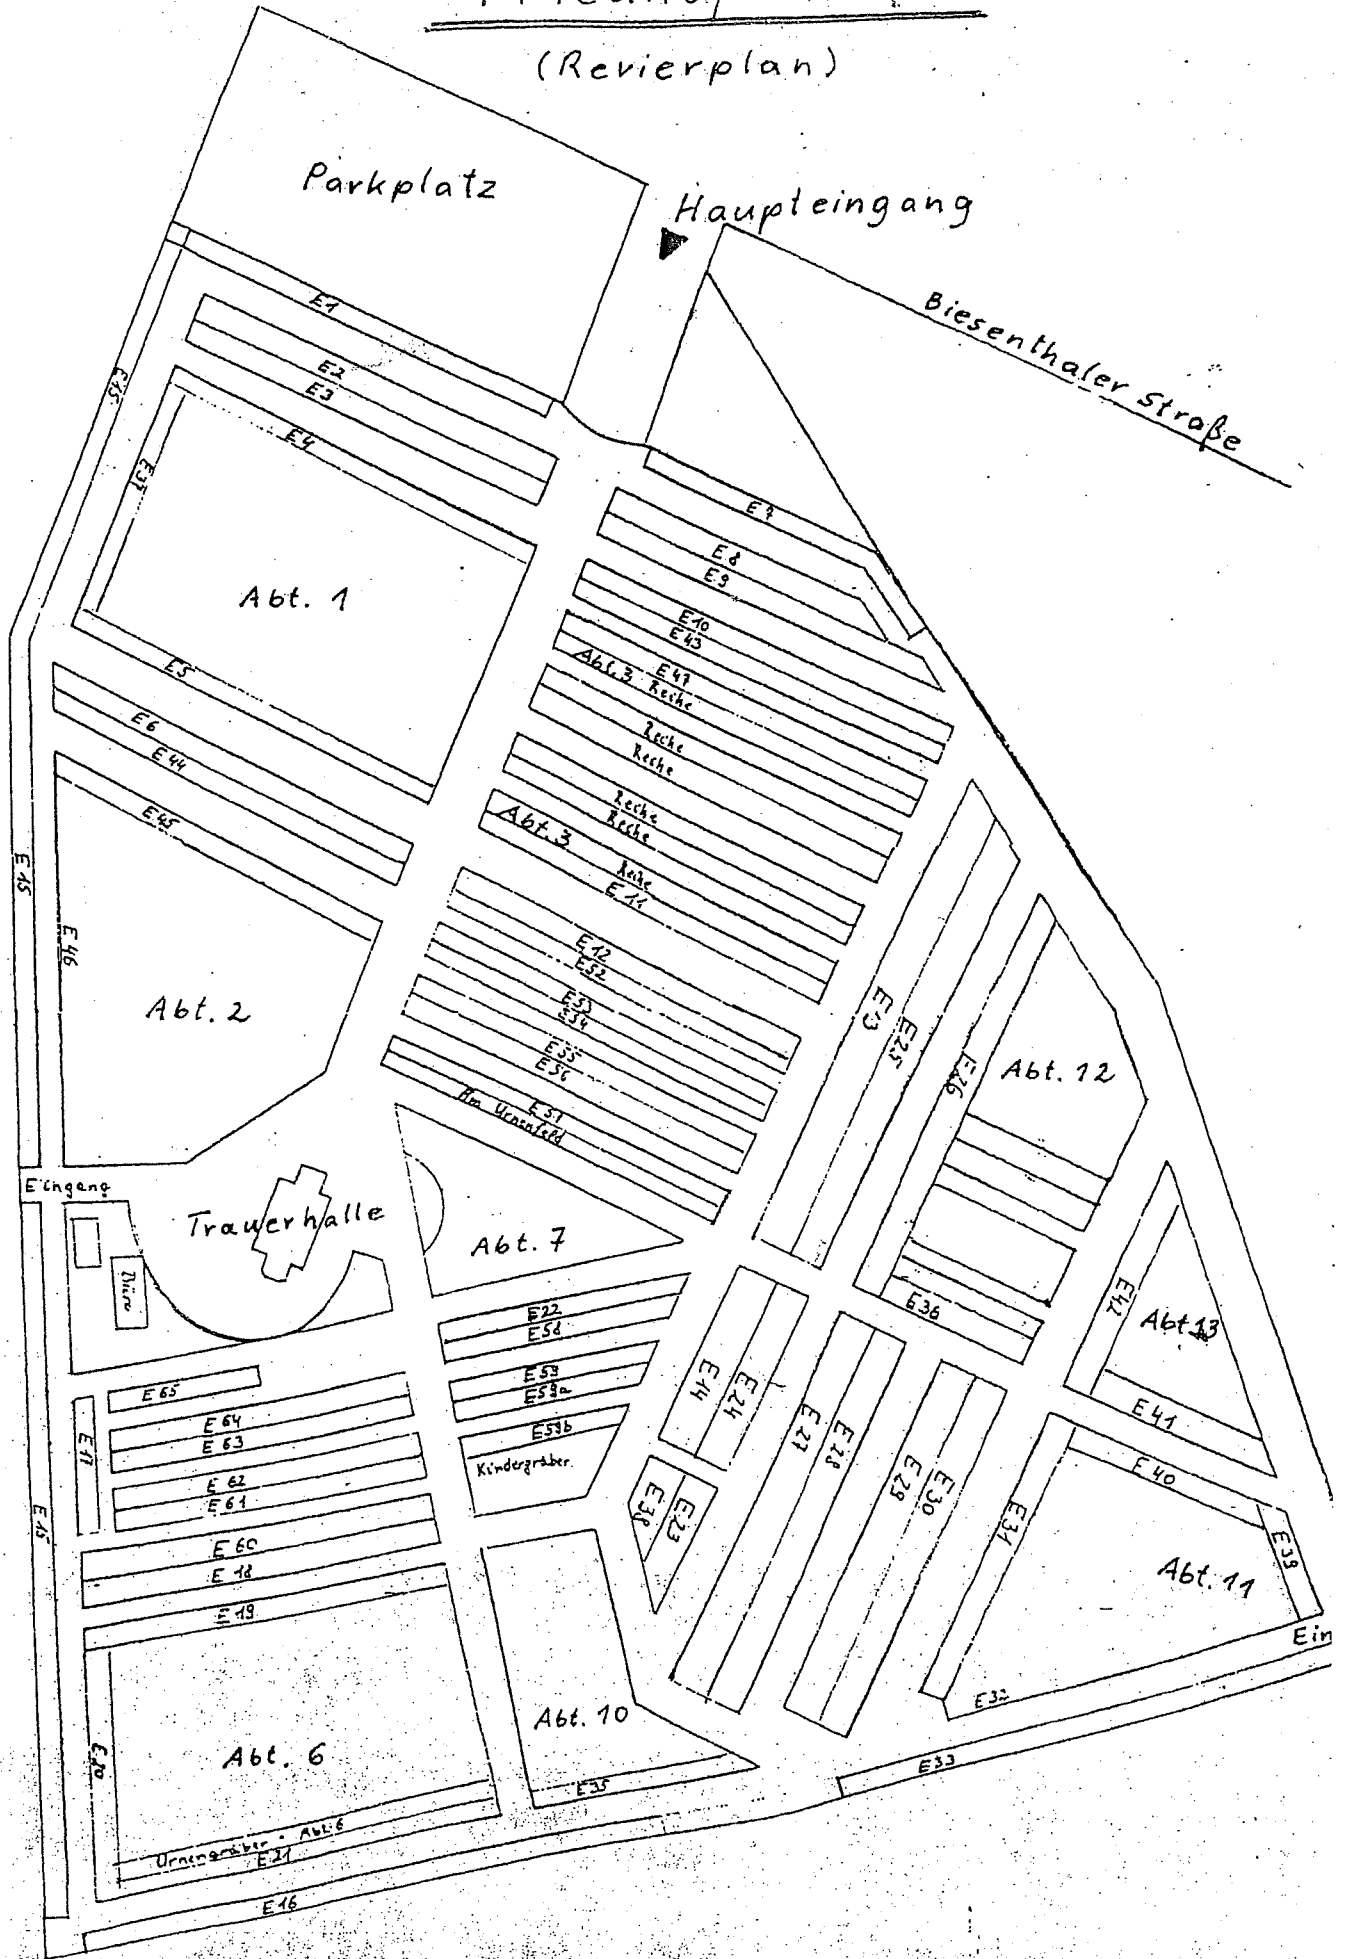 (Revierplan)
Parkplatz
Haupteingang
Biesenthaler Straße
E1
E2
E3
E4
E15
E37
Abt. 1
E5
E6
E44
E45
E15
E46
Abt. 2
E7
E8
E9
E10
E43
E47
Abt. 3 Reihe
Reihe
Reihe
Reihe
Reihe
Abt. 3
Reihe
E11
E12
E52
E53
E54
E55
E56
E57
Am Urnenfeld
E13
E25
E26
Abt. 12
E36
E42
Abt. 13
E41
E40
E39
Abt. 11
Ein
E31
E32
E33
Eingang
Trauerhalle
Büro
Abt. 7
E22
E58
E59
E59a
E59b
Kindergräber
E14
E24
E27
E28
E29
E30
E38
E23
E65
E64
E63
E17
E62
E61
E15
E60
E18
E19
E20
Abt. 6
Abt. 10
E35
Urnengräber - Abt. 6
E21
E16